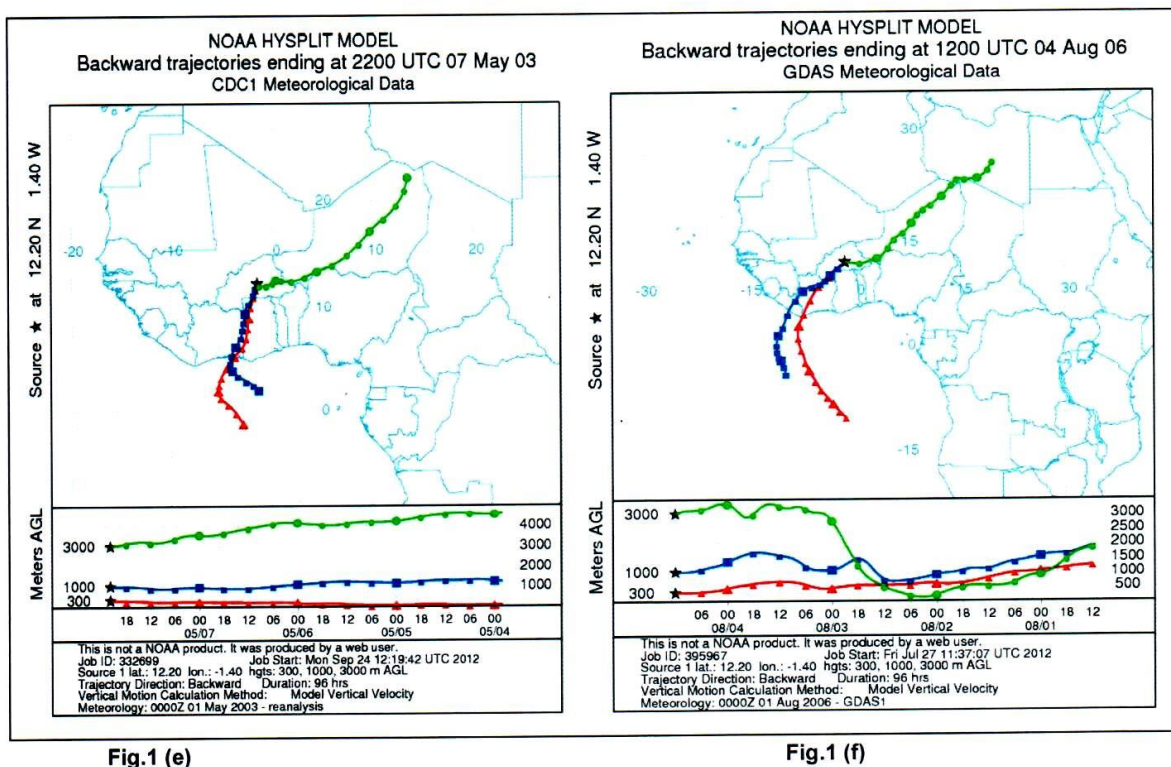 NOAA HYSPLIT MODEL
Backward trajectories ending at 2200 UTC 07 May 03
CDC1 Meteorological Data
Source ★ at 12.20 N 1.40 W
20
-20
-10
0
10
20
10
0
Meters AGL
3000
1000
300
4000
3000
2000
1000
18 12 06 00 18 12 06 00 18 12 06 00 18 12 06 00
05/07 05/06 05/05 05/04
This is not a NOAA product. It was produced by a web user.
Job ID: 332699 Job Start: Mon Sep 24 12:19:42 UTC 2012
Source 1 lat.: 12.20 lon.: -1.40 hgts: 300, 1000, 3000 m AGL
Trajectory Direction: Backward Duration: 96 hrs
Vertical Motion Calculation Method: Model Vertical Velocity
Meteorology: 0000Z 01 May 2003 - reanalysis
Fig.1 (e)
NOAA HYSPLIT MODEL
Backward trajectories ending at 1200 UTC 04 Aug 06
GDAS Meteorological Data
Source ★ at 12.20 N 1.40 W
30
15
-30
-15
0
15
30
-0
-15
Meters AGL
3000
1000
300
3000
2500
2000
1500
1000
500
06 00 18 12 06 00 18 12 06 00 18 12 06 00 18 12
08/04 08/03 08/02 08/01
This is not a NOAA product. It was produced by a web user.
Job ID: 395967 Job Start: Fri Jul 27 11:37:07 UTC 2012
Source 1 lat.: 12.20 lon.: -1.40 hgts: 300, 1000, 3000 m AGL
Trajectory Direction: Backward Duration: 96 hrs
Vertical Motion Calculation Method: Model Vertical Velocity
Meteorology: 0000Z 01 Aug 2006 - GDAS1
Fig.1 (f)